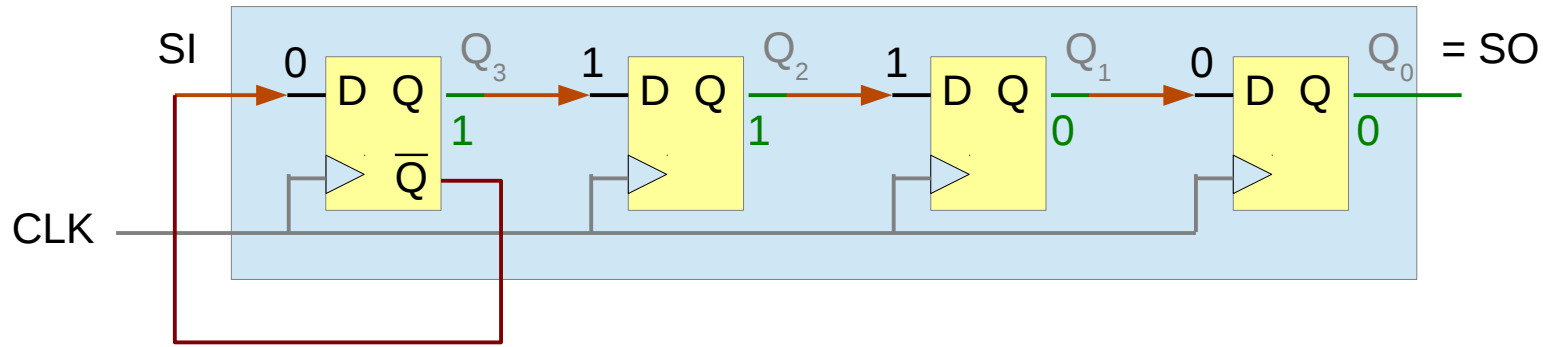 SI 0 Q3 1 Q2 1 Q1 0 Q0 = SO
D Q D Q D Q D Q
1 1 0 0
Q̅
CLK